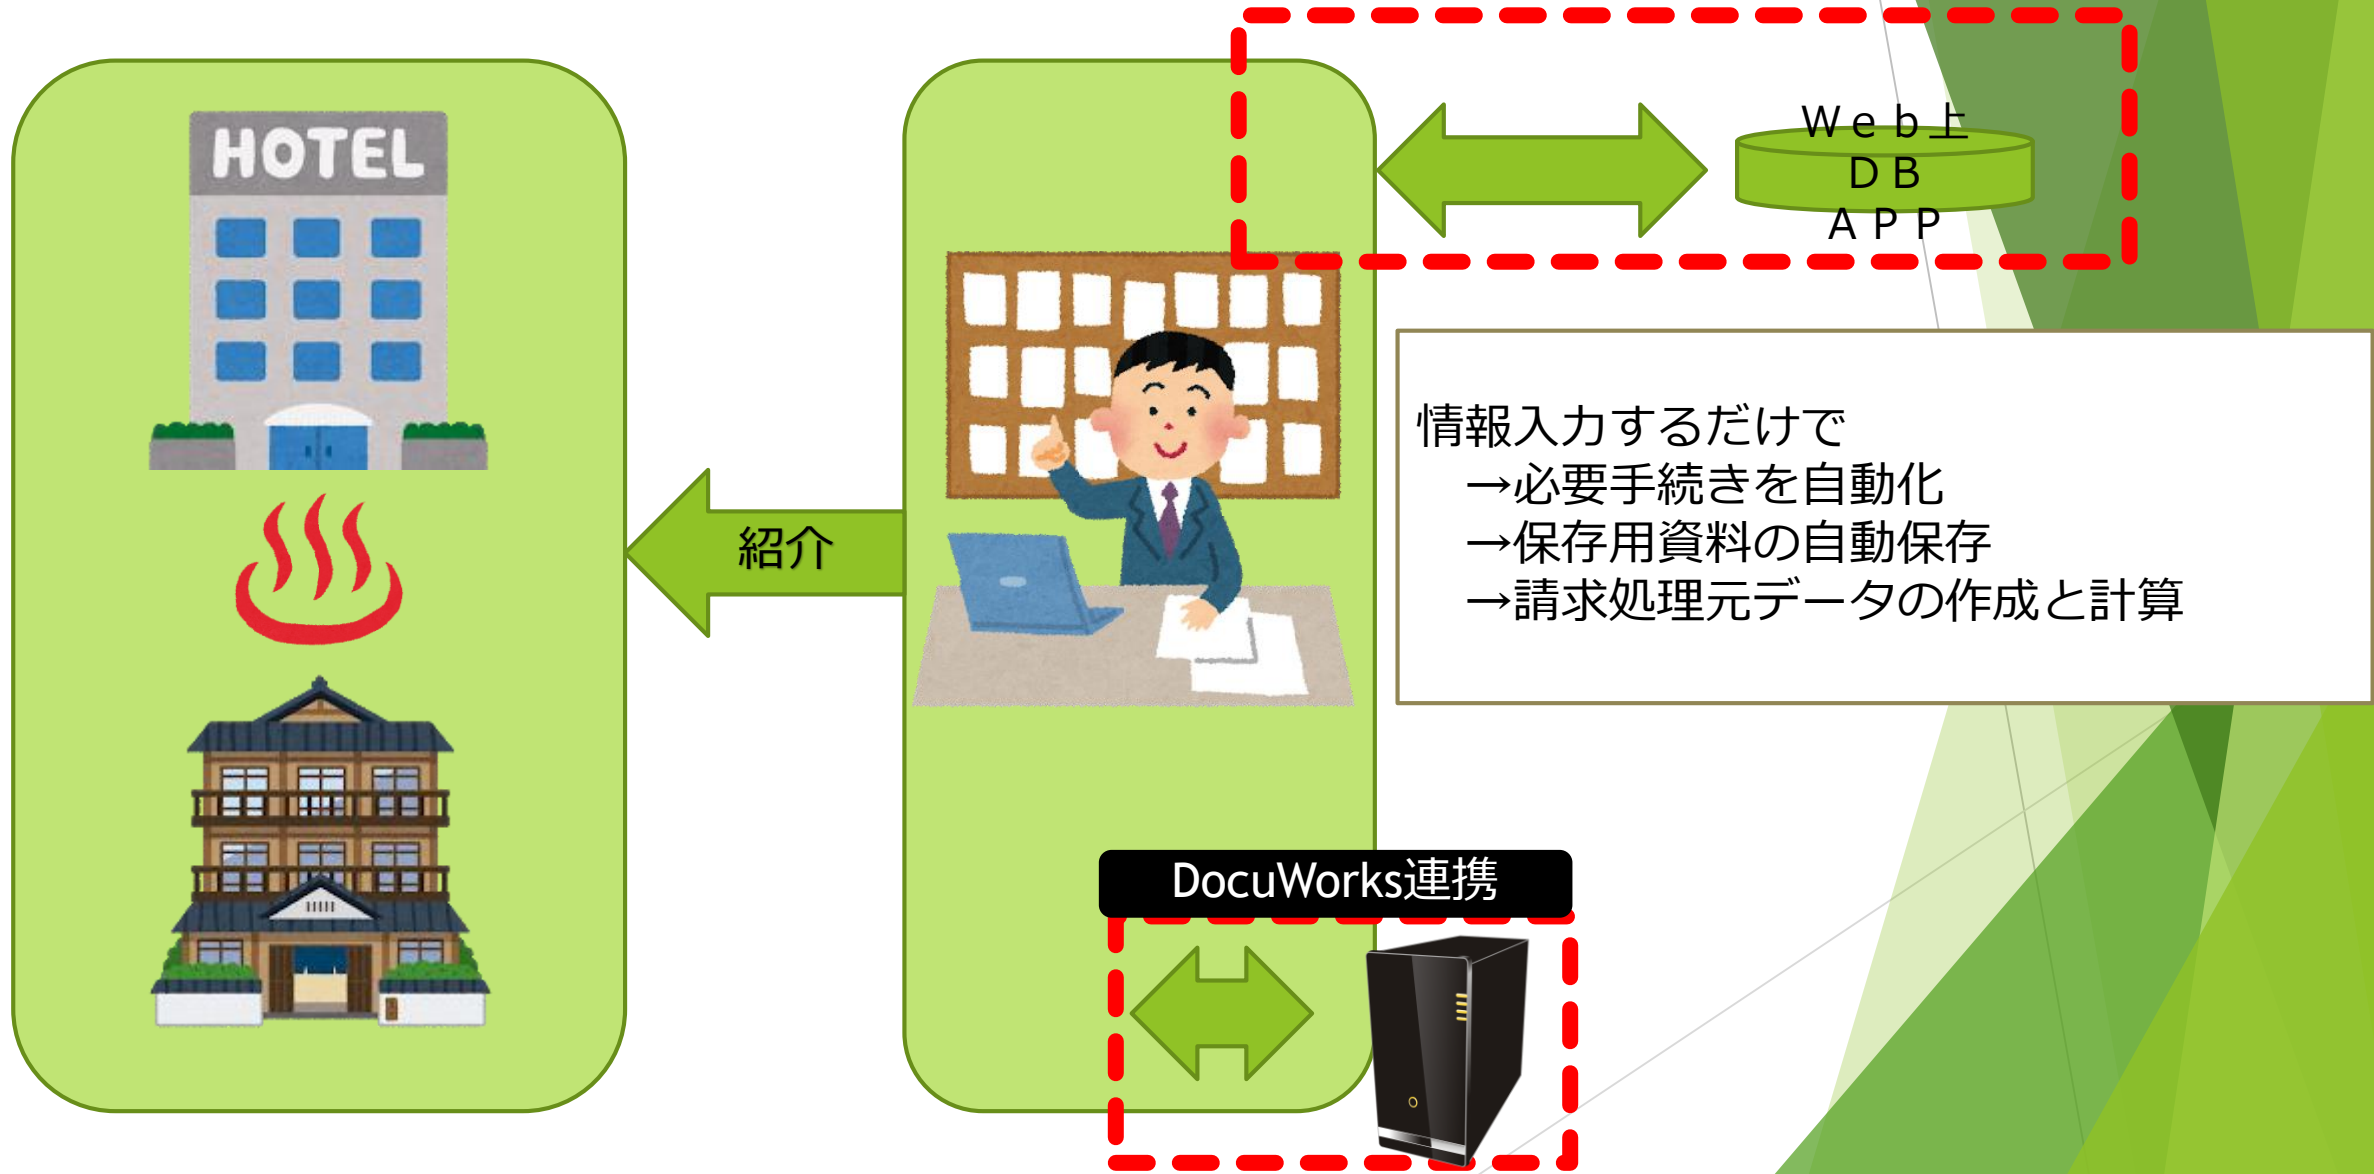 HOTEL
Ｗｅｂ上
ＤＢ
ＡＰＰ
情報入力するだけで
→必要手続きを自動化
→保存用資料の自動保存
→請求処理元データの作成と計算
紹介
DocuWorks連携